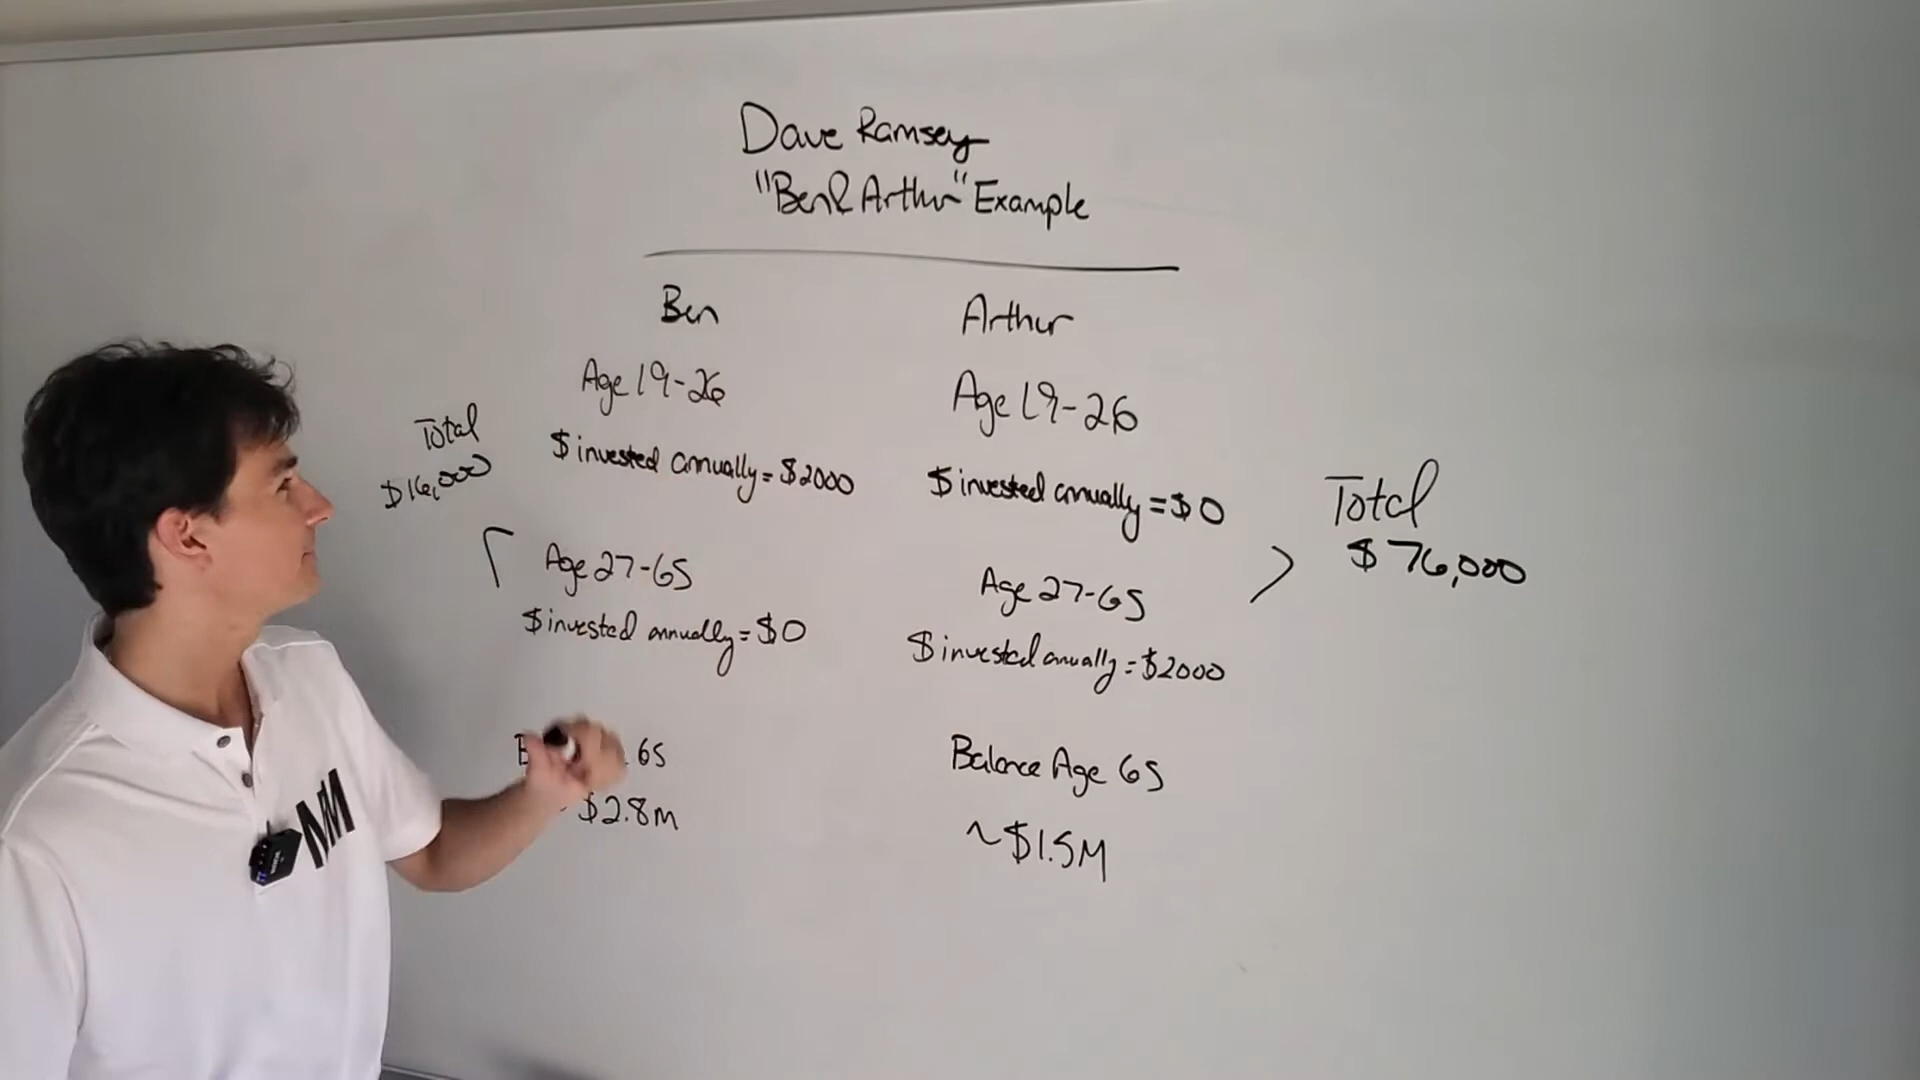 Dave Ramsey
"Ben & Arthur" Example
Ben
Age 19-26
$ invested annually = $2000
Total
$16,000
Age 27-65
$ invested annually = $0
65
$2.8M
Arthur
Age 19-26
$ invested annually = $0
Age 27-65
$ invested annually = $2000
Total
$76,000
Balance Age 65
~$1.5M